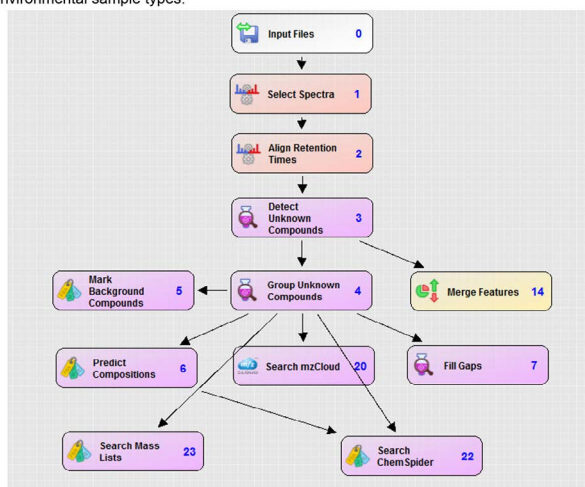 nvironmental sample types.
Input Files 0
Select Spectra 1
Align Retention
Times 2
Detect
Unknown
Compounds 3
Mark
Background
Compounds 5
Group Unknown
Compounds 4
Merge Features 14
Predict
Compositions 6
Search mzCloud 20
Fill Gaps 7
Search Mass
Lists 23
Search
ChemSpider 22